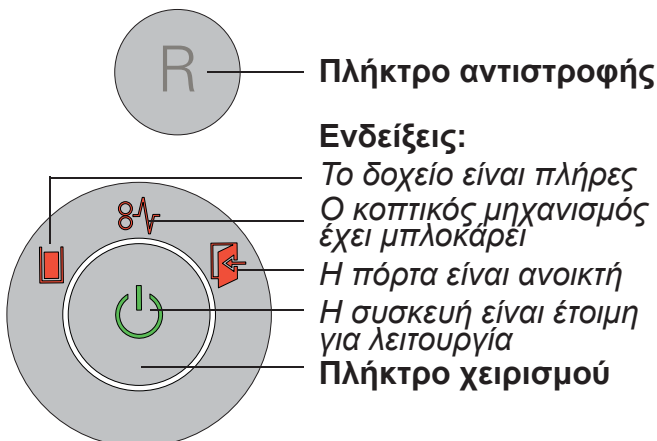 R
Πλήκτρο αντιστροφής
Ενδείξεις:
Το δοχείο είναι πλήρες
Ο κοπτικός μηχανισμός
έχει μπλοκάρει
Η πόρτα είναι ανοικτή
Η συσκευή είναι έτοιμη
για λειτουργία
Πλήκτρο χειρισμού